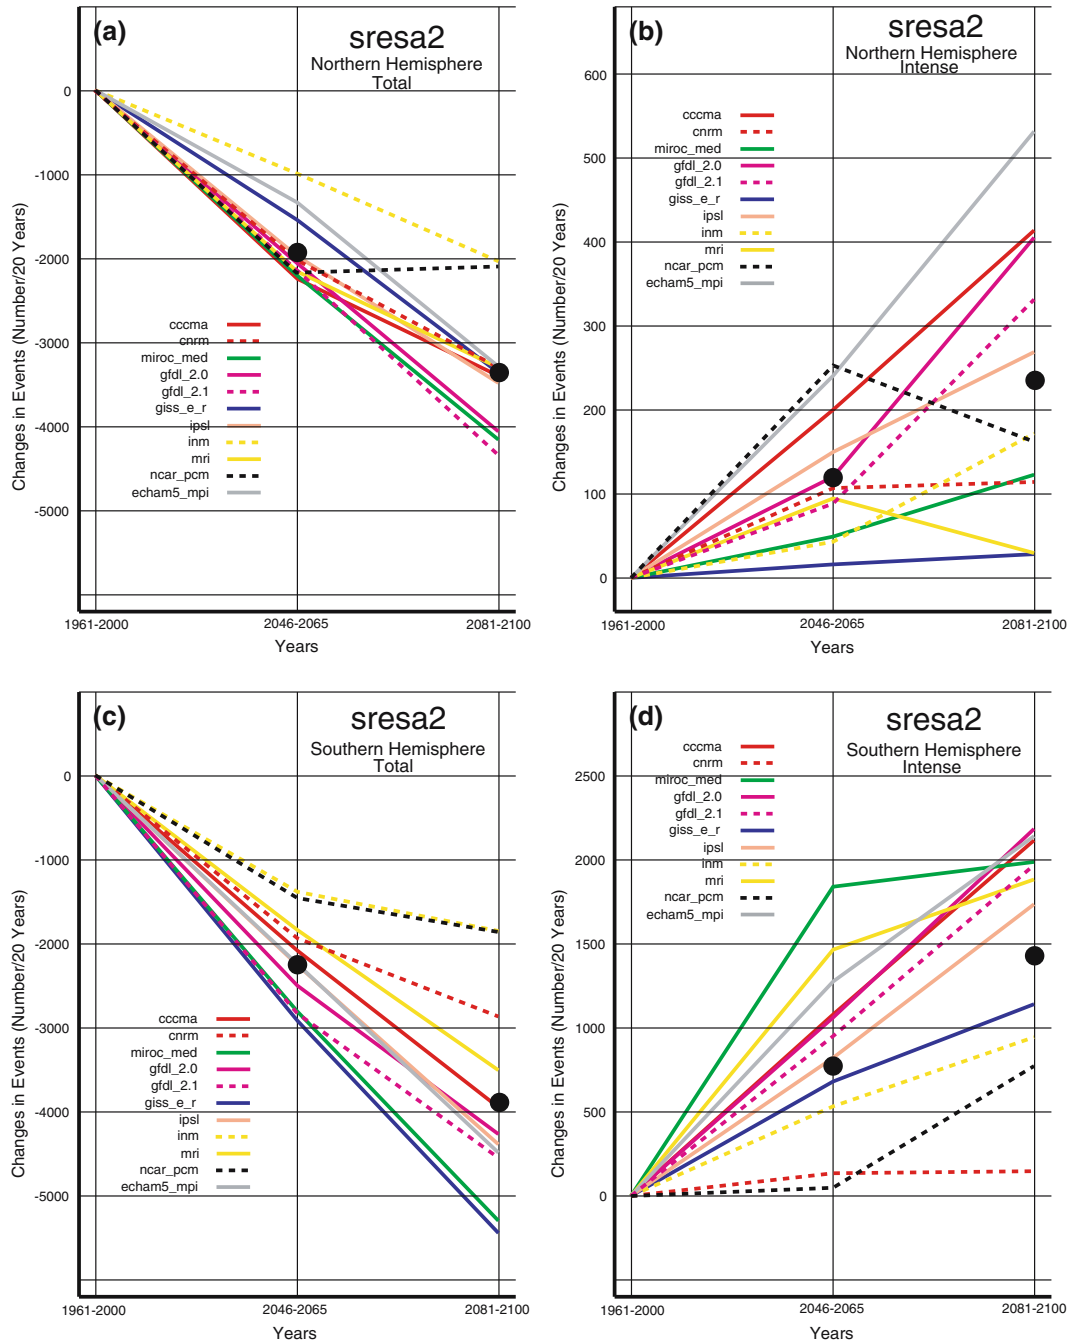 (a)
sresa2
Northern Hemisphere
Total
0
-1000
-2000
-3000
-4000
-5000
Changes in Events (Number/20 Years)
cccma
cnrm
miroc_med
gfdl_2.0
gfdl_2.1
giss_e_r
ipsl
inm
mri
ncar_pcm
echam5_mpi
1961-2000
2046-2065
2081-2100
Years
(b)
sresa2
Northern Hemisphere
Intense
600
500
400
300
200
100
0
Changes in Events (Number/20 Years)
cccma
cnrm
miroc_med
gfdl_2.0
gfdl_2.1
giss_e_r
ipsl
inm
mri
ncar_pcm
echam5_mpi
1961-2000
2046-2065
2081-2100
Years
(c)
sresa2
Southern Hemisphere
Total
0
-1000
-2000
-3000
-4000
-5000
Changes in Events (Number/20 Years)
cccma
cnrm
miroc_med
gfdl_2.0
gfdl_2.1
giss_e_r
ipsl
inm
mri
ncar_pcm
echam5_mpi
1961-2000
2046-2065
2081-2100
Years
(d)
sresa2
Southern Hemisphere
Intense
2500
2000
1500
1000
500
0
Changes in Events (Number/20 Years)
cccma
cnrm
miroc_med
gfdl_2.0
gfdl_2.1
giss_e_r
ipsl
inm
mri
ncar_pcm
echam5_mpi
1961-2000
2046-2065
2081-2100
Years